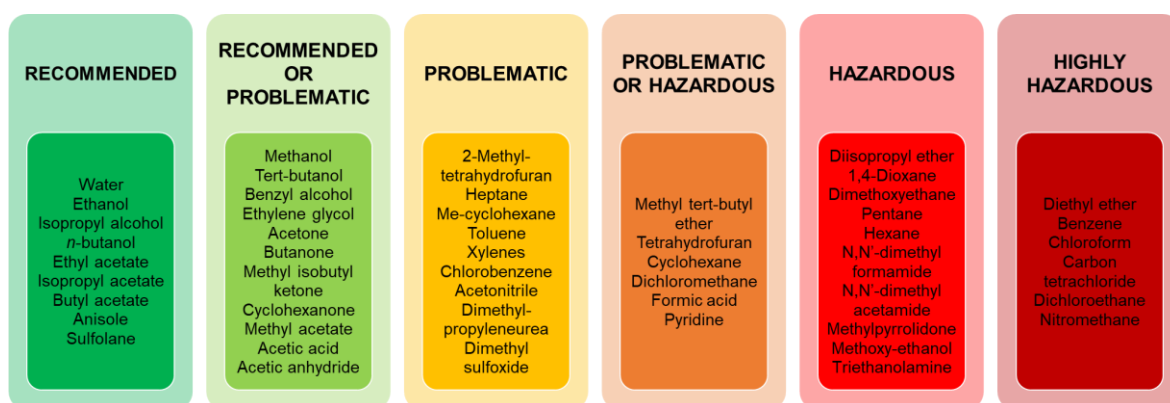 RECOMMENDED
Water
Ethanol
Isopropyl alcohol
n-butanol
Ethyl acetate
Isopropyl acetate
Butyl acetate
Anisole
Sulfolane
RECOMMENDED
OR
PROBLEMATIC
Methanol
Tert-butanol
Benzyl alcohol
Ethylene glycol
Acetone
Butanone
Methyl isobutyl
ketone
Cyclohexanone
Methyl acetate
Acetic acid
Acetic anhydride
PROBLEMATIC
2-Methyl-
tetrahydrofuran
Heptane
Me-cyclohexane
Toluene
Xylenes
Chlorobenzene
Acetonitrile
Dimethyl-
propyleneurea
Dimethyl
sulfoxide
PROBLEMATIC
OR HAZARDOUS
Methyl tert-butyl
ether
Tetrahydrofuran
Cyclohexane
Dichloromethane
Formic acid
Pyridine
HAZARDOUS
Diisopropyl ether
1,4-Dioxane
Dimethoxyethane
Pentane
Hexane
N,N'-dimethyl
formamide
N,N'-dimethyl
acetamide
Methylpyrrolidone
Methoxy-ethanol
Triethanolamine
HIGHLY
HAZARDOUS
Diethyl ether
Benzene
Chloroform
Carbon
tetrachloride
Dichloroethane
Nitromethane